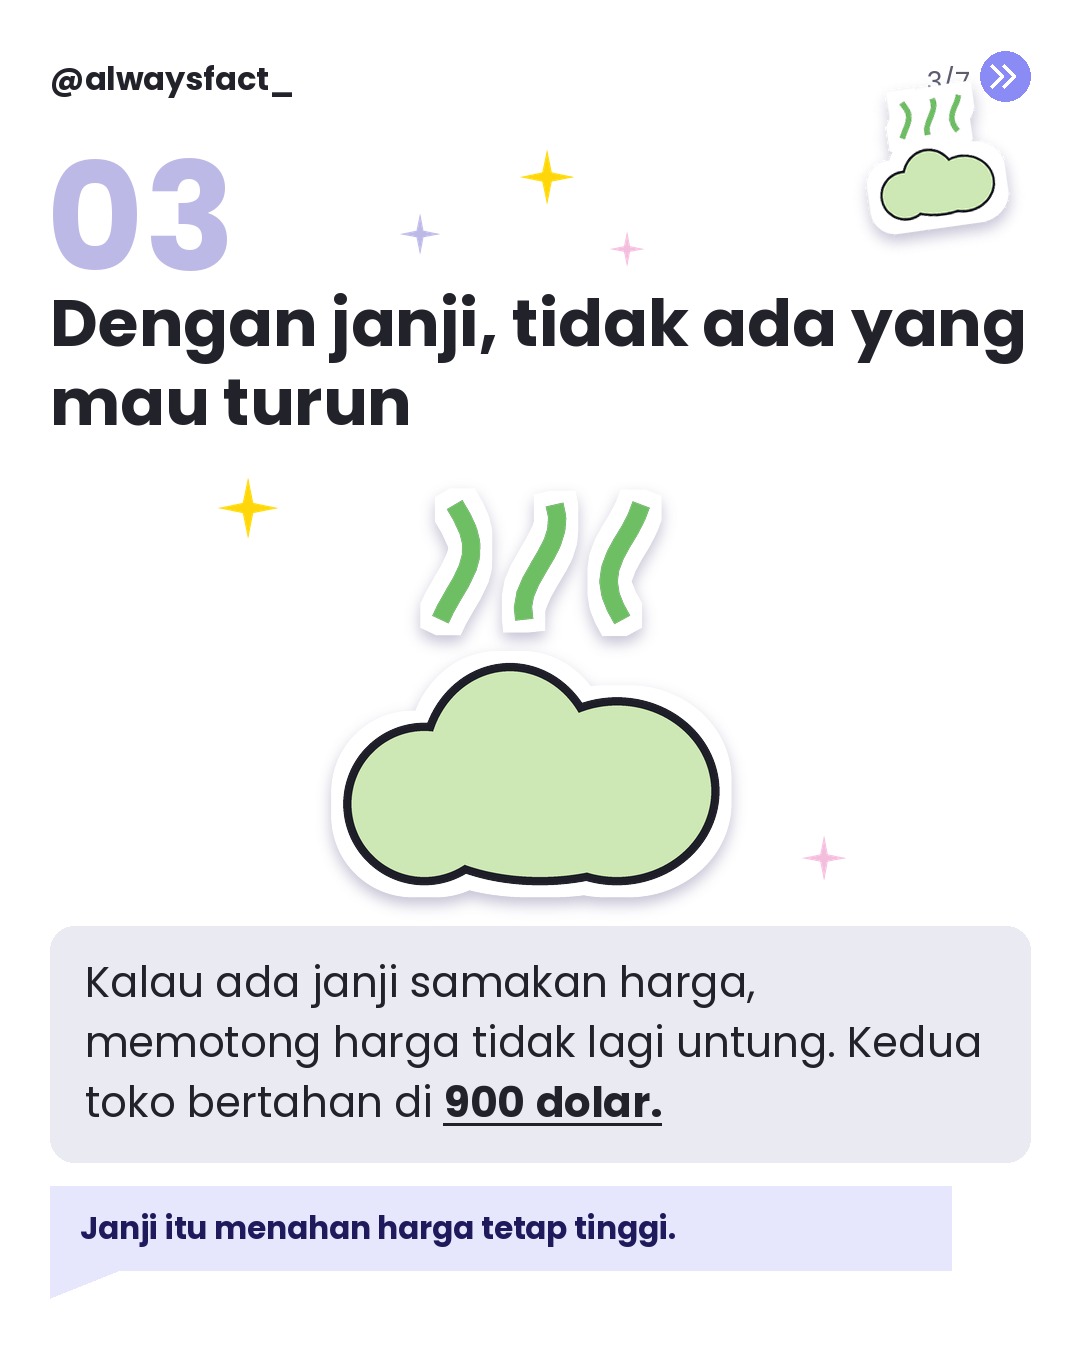 @alwaysfact_
3/7
03
Dengan janji, tidak ada yang
mau turun
Kalau ada janji samakan harga,
memotong harga tidak lagi untung. Kedua
toko bertahan di 900 dolar.
Janji itu menahan harga tetap tinggi.